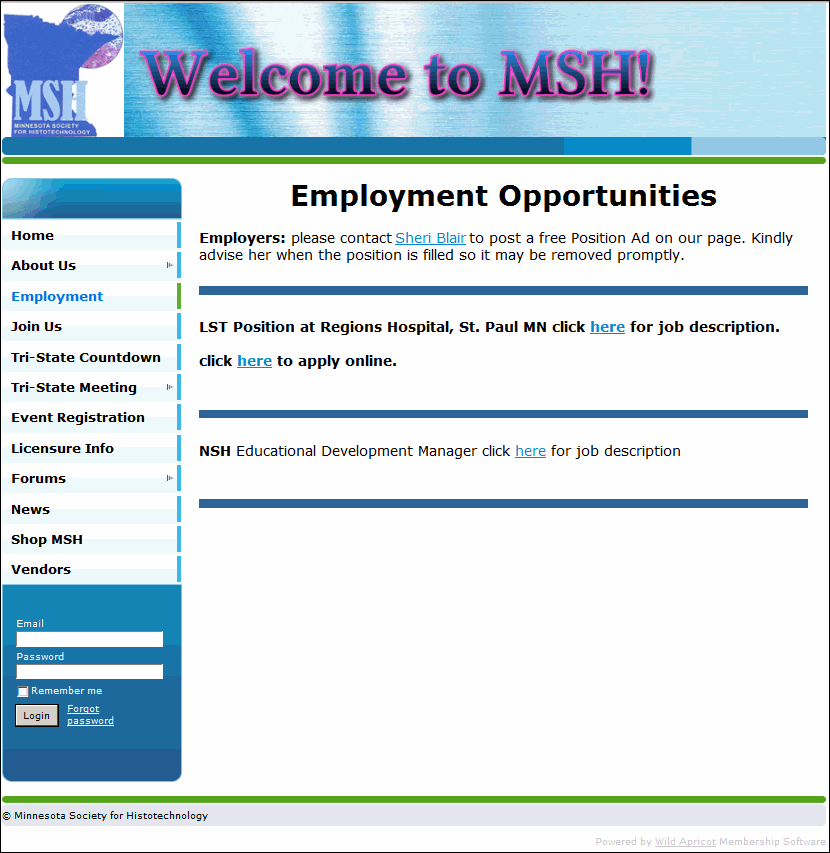 MSH
MINNESOTA SOCIETY
FOR HISTOTECHNOLOGY
Welcome to MSH!
Home
About Us
Employment
Join Us
Tri-State Countdown
Tri-State Meeting
Event Registration
Licensure Info
Forums
News
Shop MSH
Vendors
Email
Password
Remember me
Login
Forgot
password
Employment Opportunities
Employers: please contact Sheri Blair to post a free Position Ad on our page. Kindly
advise her when the position is filled so it may be removed promptly.
LST Position at Regions Hospital, St. Paul MN click here for job description.
click here to apply online.
NSH Educational Development Manager click here for job description
© Minnesota Society for Histotechnology
Powered by Wild Apricot Membership Software